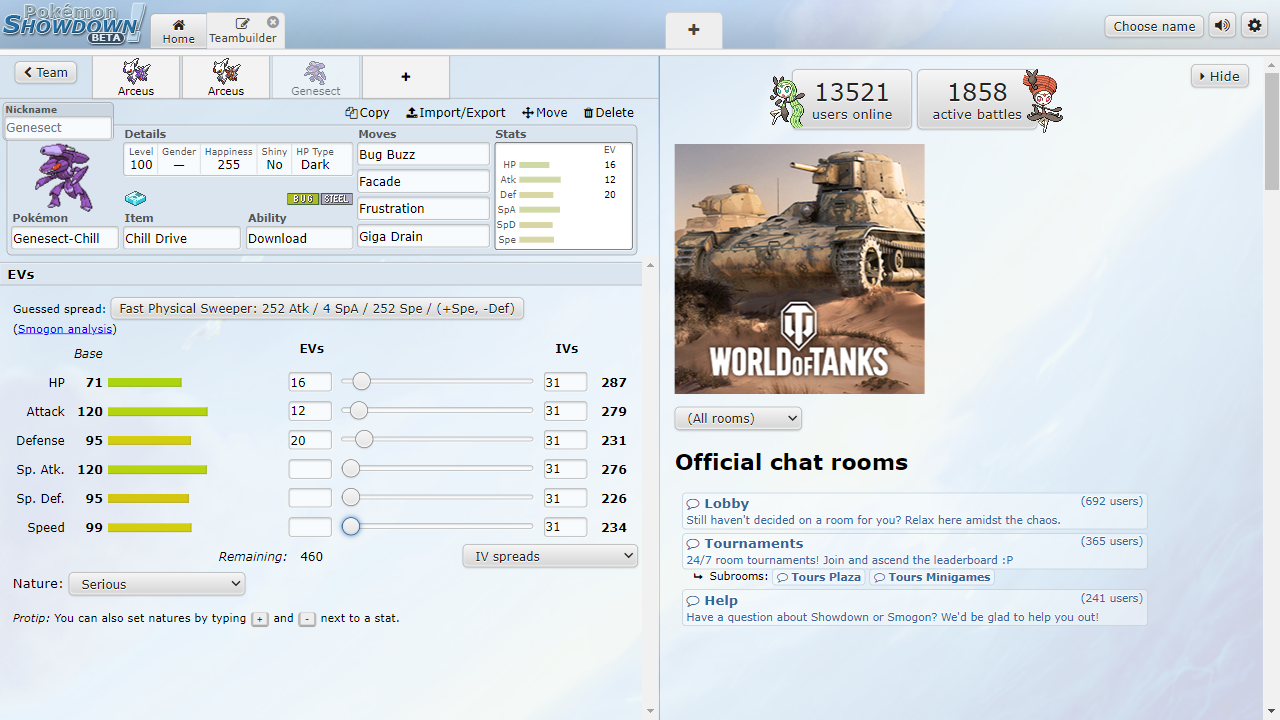 Pokémon
SHOWDOWN!
BETA
Home
Teambuilder
+
Choose name
Team
Arceus
Arceus
Genesect
+
Nickname
Genesect
Copy
Import/Export
Move
Delete
Details
Level
100
Gender
—
Happiness
255
Shiny
No
HP Type
Dark
BUG
STEEL
Pokémon
Genesect-Chill
Item
Chill Drive
Ability
Download
Moves
Bug Buzz
Facade
Frustration
Giga Drain
Stats
EV
HP 16
Atk 12
Def 20
SpA
SpD
Spe
EVs
Guessed spread: Fast Physical Sweeper: 252 Atk / 4 SpA / 252 Spe / (+Spe, -Def)
(Smogon analysis)
Base EVs IVs
HP 71 16 31 287
Attack 120 12 31 279
Defense 95 20 31 231
Sp. Atk. 120 31 276
Sp. Def. 95 31 226
Speed 99 31 234
Remaining: 460
IV spreads
Nature: Serious
Protip: You can also set natures by typing + and - next to a stat.
13521
users online
1858
active battles
Hide
WORLD OF TANKS
(All rooms)
Official chat rooms
Lobby (692 users)
Still haven't decided on a room for you? Relax here amidst the chaos.
Tournaments (365 users)
24/7 room tournaments! Join and ascend the leaderboard :P
↳ Subrooms: Tours Plaza Tours Minigames
Help (241 users)
Have a question about Showdown or Smogon? We'd be glad to help you out!